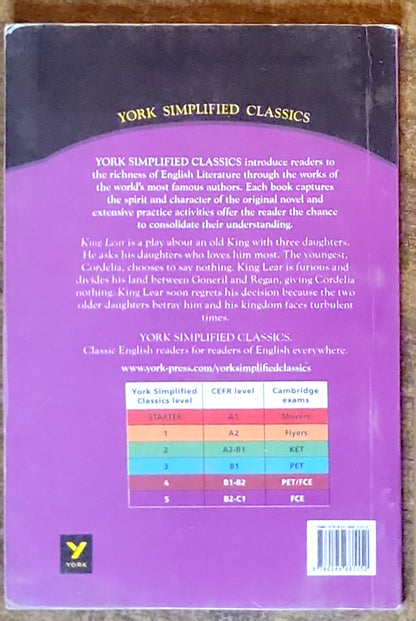 YORK SIMPLIFIED CLASSICS
YORK SIMPLIFIED CLASSICS introduce readers to
the richness of English Literature through the works of
the world's most famous authors. Each book captures
the spirit and character of the original novel and
extensive practice activities offer the reader the chance
to consolidate their understanding.
King Lear is a play about an old King with three daughters.
He asks his daughters who loves him most. The youngest,
Cordelia, chooses to say nothing. King Lear is furious and
divides his land between Goneril and Regan, giving Cordelia
nothing. King Lear soon regrets his decision because the two
older daughters betray him and his kingdom faces turbulent
times.
YORK SIMPLIFIED CLASSICS.
Classic English readers for readers of English everywhere.
www.york-press.com/yorksimplifiedclassics
York Simplified Classics level CEFR level Cambridge exams
STARTER A1 Movers
1 A2 Flyers
2 A2-B1 KET
3 B1 PET
4 B1-B2 PET/FCE
5 B2-C1 FCE
Y
YORK